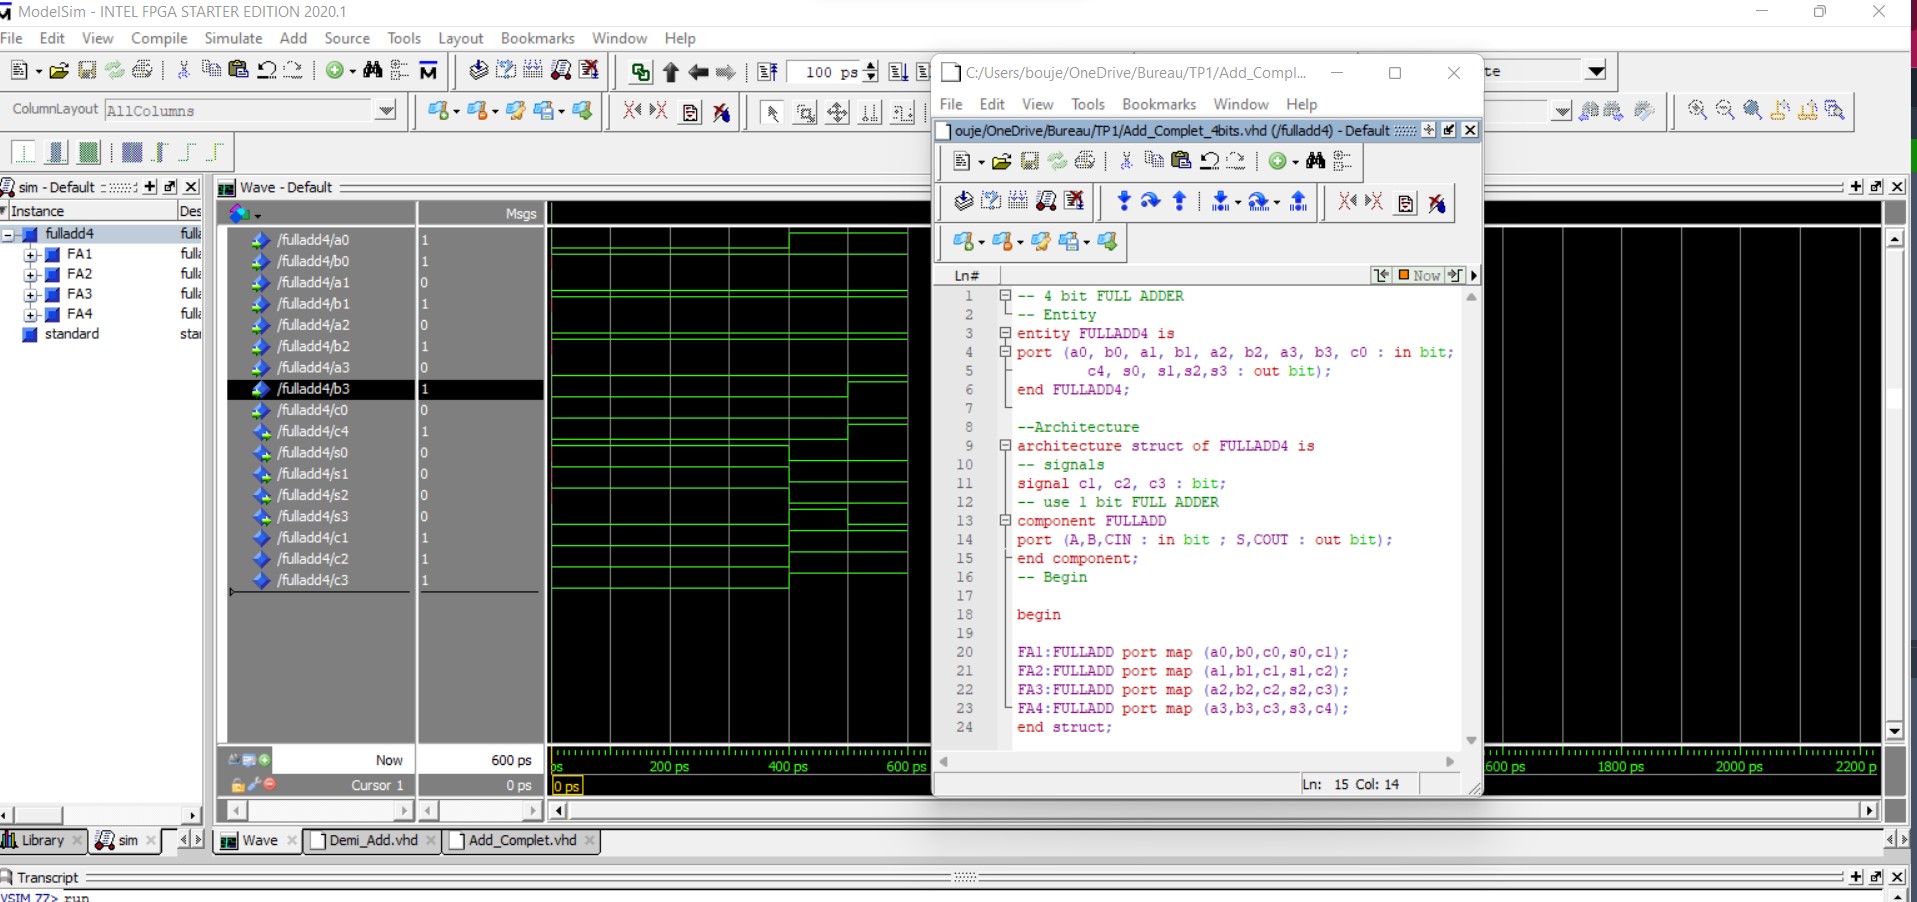 ModelSim - INTEL FPGA STARTER EDITION 2020.1
File Edit View Compile Simulate Add Source Tools Layout Bookmarks Window Help
100 ps
ColumnLayout AllColumns
sim - Default
Instance
fulladd4
FA1
FA2
FA3
FA4
standard
Wave - Default
Msgs
/fulladd4/a0 1
/fulladd4/b0 1
/fulladd4/a1 0
/fulladd4/b1 1
/fulladd4/a2 0
/fulladd4/b2 1
/fulladd4/a3 0
/fulladd4/b3 1
/fulladd4/c0 0
/fulladd4/c4 1
/fulladd4/s0 0
/fulladd4/s1 0
/fulladd4/s2 0
/fulladd4/s3 0
/fulladd4/c1 1
/fulladd4/c2 1
/fulladd4/c3 1
Now 600 ps
Cursor 1 0 ps
200 ps 400 ps 600 ps
0 ps
600 ps 1800 ps 2000 ps 2200 p
C:/Users/bouje/OneDrive/Bureau/TP1/Add_Compl...
File Edit View Tools Bookmarks Window Help
ouje/OneDrive/Bureau/TP1/Add_Complet_4bits.vhd (/fulladd4) - Default
Ln#
Now
1 -- 4 bit FULL ADDER
2 -- Entity
3 entity FULLADD4 is
4 port (a0, b0, a1, b1, a2, b2, a3, b3, c0 : in bit;
5 c4, s0, s1,s2,s3 : out bit);
6 end FULLADD4;
7
8 --Architecture
9 architecture struct of FULLADD4 is
10 -- signals
11 signal c1, c2, c3 : bit;
12 -- use 1 bit FULL ADDER
13 component FULLADD
14 port (A,B,CIN : in bit ; S,COUT : out bit);
15 end component;
16 -- Begin
17
18 begin
19
20 FA1:FULLADD port map (a0,b0,c0,s0,c1);
21 FA2:FULLADD port map (a1,b1,c1,s1,c2);
22 FA3:FULLADD port map (a2,b2,c2,s2,c3);
23 FA4:FULLADD port map (a3,b3,c3,s3,c4);
24 end struct;
Ln: 15 Col: 14
Library sim Wave Demi_Add.vhd Add_Complet.vhd
Transcript
VSIM 77> run